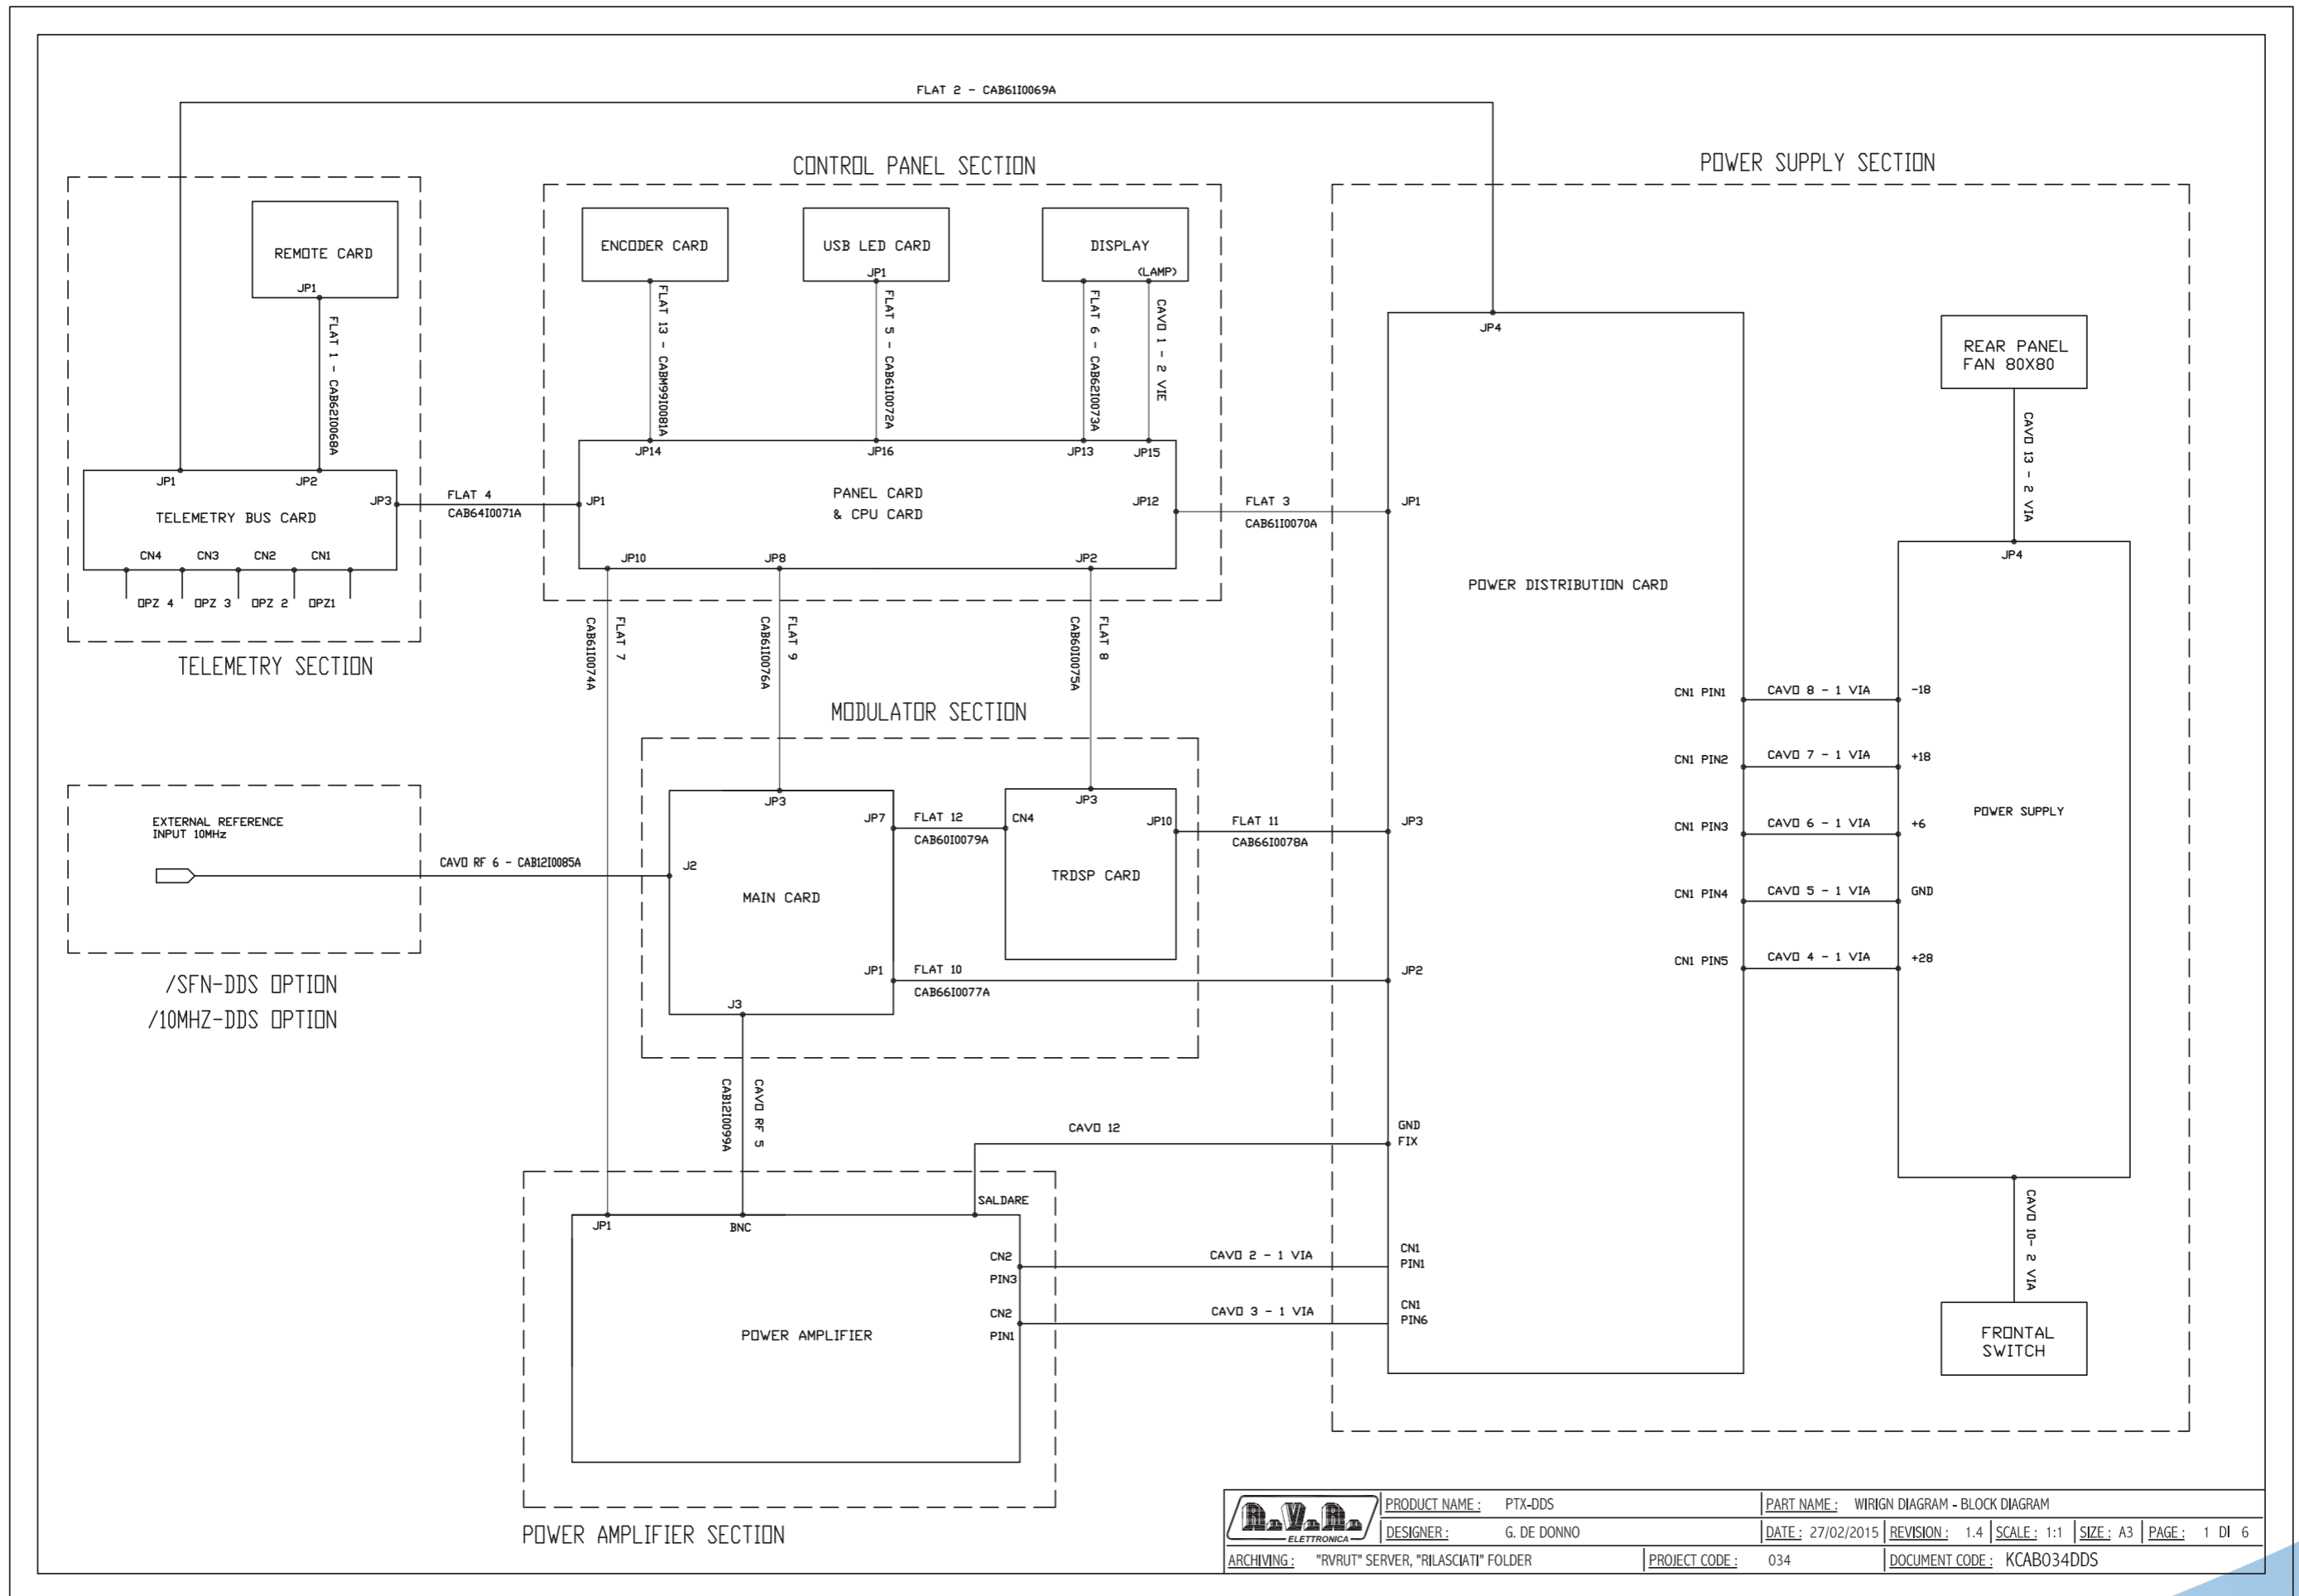 FLAT 2 - CAB61I0069A
CONTROL PANEL SECTION
POWER SUPPLY SECTION
REMOTE CARD
JP1
FLAT 1 - CAB62I0068A
JP1
JP2
JP3
TELEMETRY BUS CARD
CN4
CN3
CN2
CN1
OPZ 4
OPZ 3
OPZ 2
OPZ1
TELEMETRY SECTION
FLAT 4
CAB64I0071A
ENCODER CARD
USB LED CARD
JP1
DISPLAY
(LAMP)
FLAT 13 - CABM99I0081A
FLAT 5 - CAB61I0072A
FLAT 6 - CAB62I0073A
CAVO 1 - 2 VIE
JP14
JP16
JP13
JP15
JP1
PANEL CARD
& CPU CARD
JP12
JP10
JP8
JP2
FLAT 3
CAB61I0070A
FLAT 7
CAB61I0074A
FLAT 9
CAB61I0076A
FLAT 8
CAB60I0075A
JP4
JP1
POWER DISTRIBUTION CARD
REAR PANEL
FAN 80X80
CAVO 13 - 2 VIA
JP4
CN1 PIN1
CAVO 8 - 1 VIA
-18
CN1 PIN2
CAVO 7 - 1 VIA
+18
POWER SUPPLY
CN1 PIN3
CAVO 6 - 1 VIA
+6
CN1 PIN4
CAVO 5 - 1 VIA
GND
CN1 PIN5
CAVO 4 - 1 VIA
+28
MODULATOR SECTION
EXTERNAL REFERENCE
INPUT 10MHz
CAVO RF 6 - CAB12I0085A
/SFN-DDS OPTION
/10MHZ-DDS OPTION
JP3
JP7
J2
MAIN CARD
JP1
J3
FLAT 12
CAB60I0079A
JP3
CN4
JP10
TRDSP CARD
FLAT 11
CAB66I0078A
JP3
FLAT 10
CAB66I0077A
JP2
CAVO RF 5
CAB12I0099A
CAVO 12
GND
FIX
SALDARE
JP1
BNC
CN2
PIN3
CAVO 2 - 1 VIA
CN1
PIN1
CN2
PIN1
CAVO 3 - 1 VIA
CN1
PIN6
POWER AMPLIFIER
POWER AMPLIFIER SECTION
CAVO 10- 2 VIA
FRONTAL
SWITCH
R.V.R.
ELETTRONICA
PRODUCT NAME : PTX-DDS
PART NAME : WIRIGN DIAGRAM - BLOCK DIAGRAM
DESIGNER : G. DE DONNO
DATE : 27/02/2015 REVISION : 1.4 SCALE : 1:1 SIZE : A3 PAGE : 1 DI 6
ARCHIVING : "RVRUT" SERVER, "RILASCIATI" FOLDER
PROJECT CODE : 034
DOCUMENT CODE : KCAB034DDS